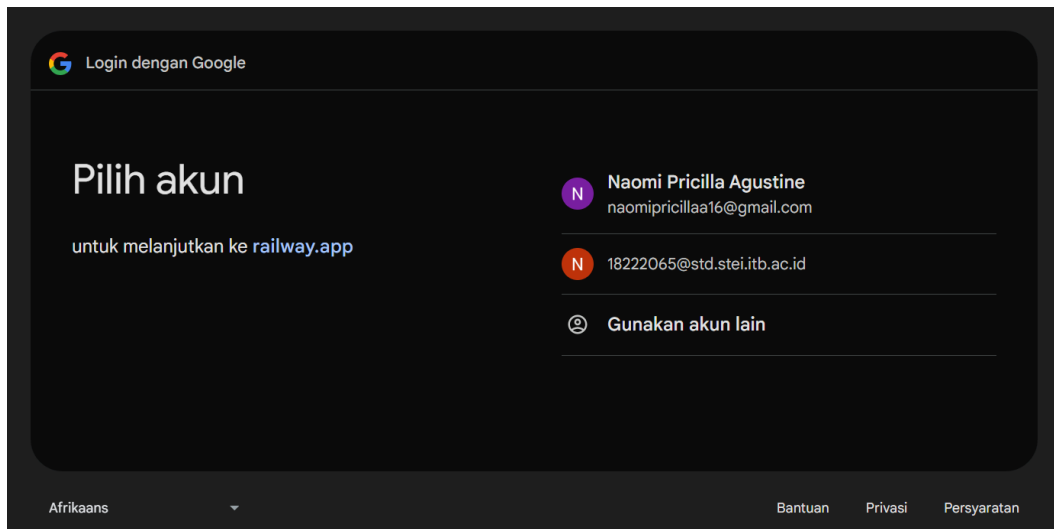 Login dengan Google
Pilih akun
untuk melanjutkan ke railway.app
N
Naomi Pricilla Agustine
naomipricillaa16@gmail.com
N
18222065@std.stei.itb.ac.id
Gunakan akun lain
Afrikaans
Bantuan Privasi Persyaratan